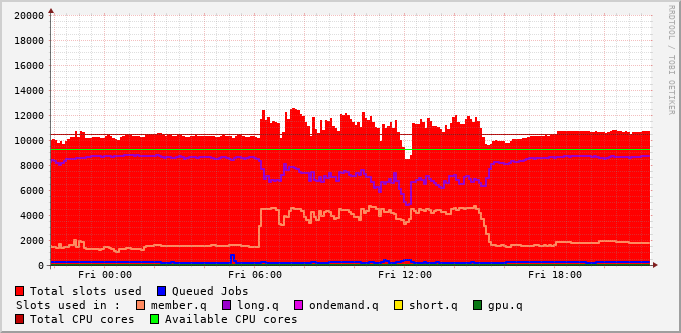 20000
18000
16000
14000
12000
10000
8000
6000
4000
2000
0
Fri 00:00 Fri 06:00 Fri 12:00 Fri 18:00
Total slots used Queued Jobs
Slots used in : member.q long.q ondemand.q short.q gpu.q
Total CPU cores Available CPU cores
RRDTOOL / TOBI OETIKER